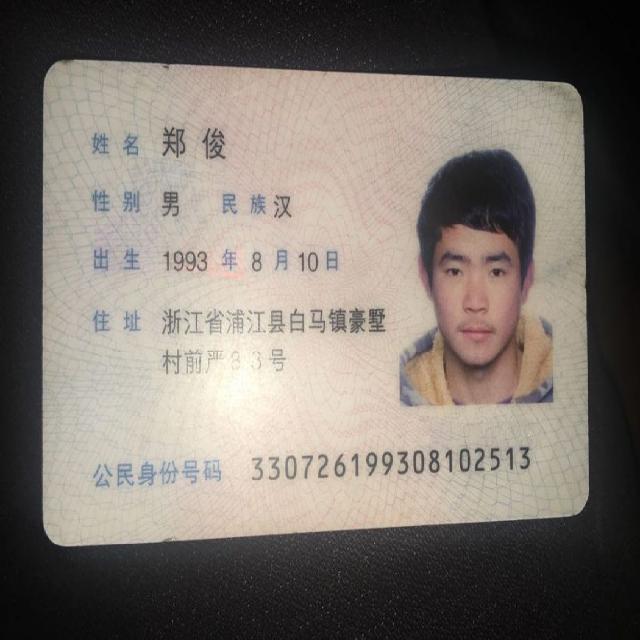 姓名 郑俊
性别 男 民族 汉
出生 1993 年 8 月 10 日
住址 浙江省浦江县白马镇豪墅
村前严 号
公民身份号码 330726199308102513